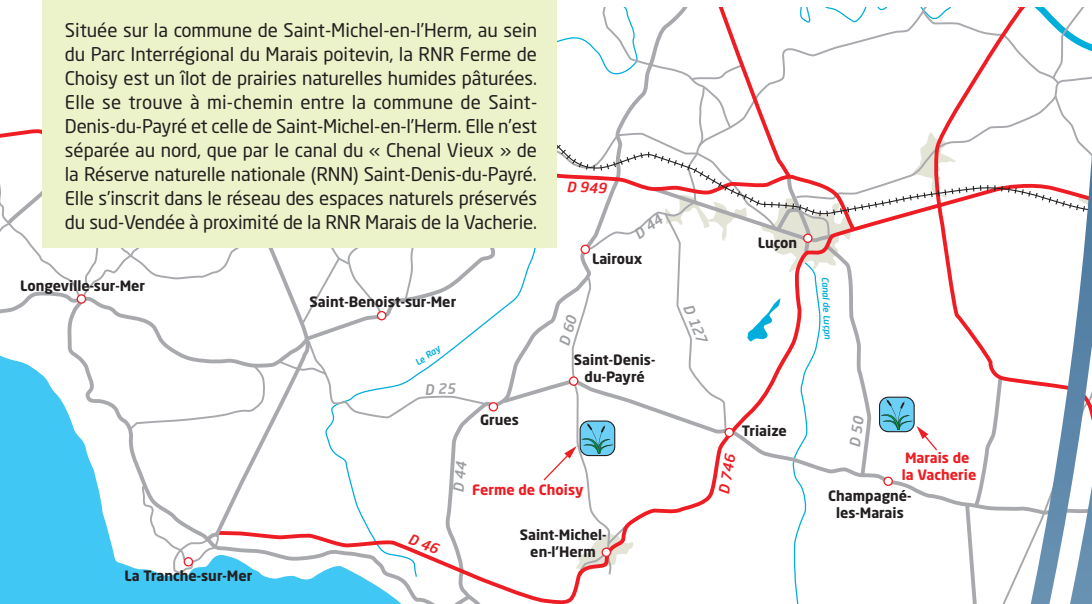 Située sur la commune de Saint-Michel-en-l'Herm, au sein
du Parc Interrégional du Marais poitevin, la RNR Ferme de
Choisy est un îlot de prairies naturelles humides pâturées.
Elle se trouve à mi-chemin entre la commune de Saint-
Denis-du-Payré et celle de Saint-Michel-en-l'Herm. Elle n'est
séparée au nord, que par le canal du « Chenal Vieux » de
la Réserve naturelle nationale (RNN) Saint-Denis-du-Payré.
Elle s'inscrit dans le réseau des espaces naturels préservés
du sud-Vendée à proximité de la RNR Marais de la Vacherie.
D 949
D 44
Luçon
Lairoux
Longeville-sur-Mer
Saint-Benoist-sur-Mer
Canal de Luçon
D 60
D 127
Le Ray
Saint-Denis-
du-Payré
D 25
Grues
Triaize
D 50
Marais de
la Vacherie
D 44
Ferme de Choisy
D 746
Champagné-
les-Marais
Saint-Michel-
en-l'Herm
D 46
La Tranche-sur-Mer